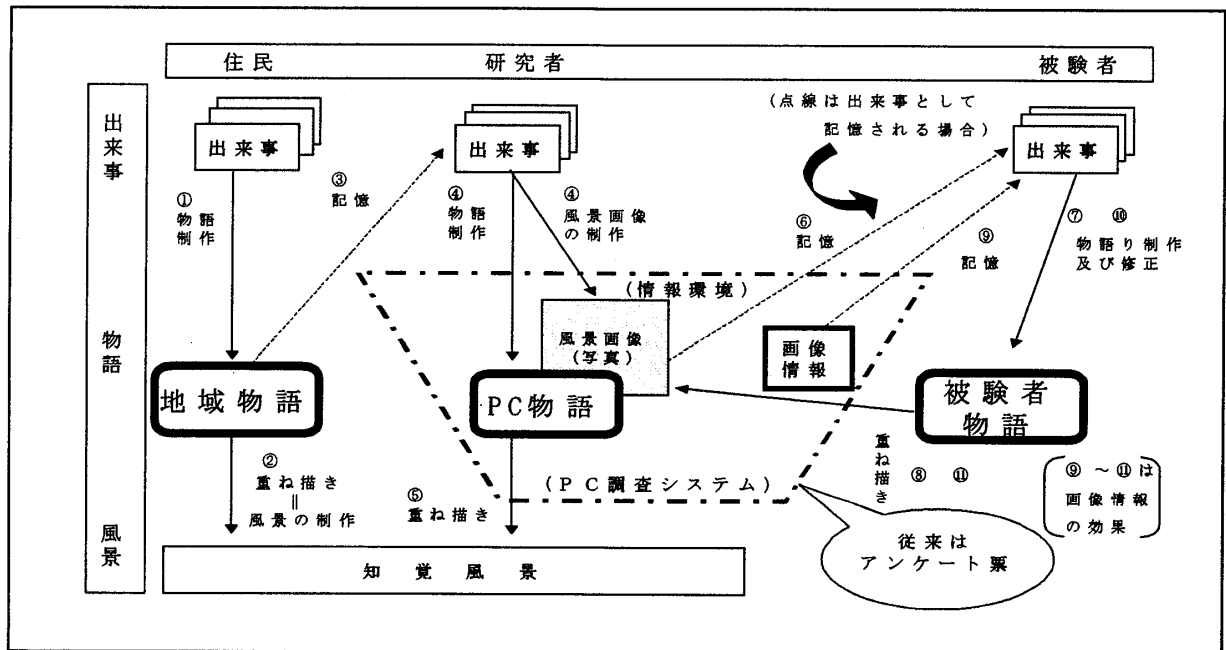 住民 研究者 被験者
出来事
物語
風景
出来事
出来事
出来事
(点線は出来事として
記憶される場合)
①
物語
制作
③
記憶
④
物語
制作
④
風景画像
の制作
⑥
記憶
⑨
記憶
⑦ ⑩
物語り制作
及び修正
(情報環境)
風景画像
(写真)
画像
情報
地域物語
PC物語
被験者
物語
②
重ね描き
||
風景の制作
⑤
重ね描き
(PC調査システム)
重ね描き
⑧ ⑪
⑨~⑪は
画像情報
の効果
従来は
アンケート票
知覚風景